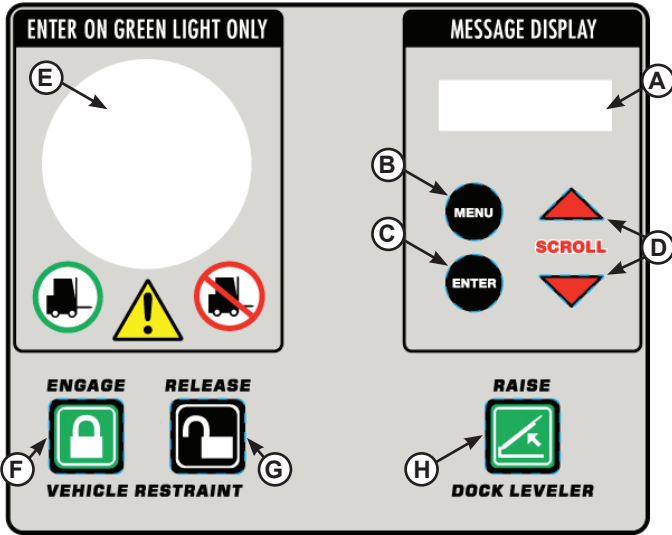 ENTER ON GREEN LIGHT ONLY
E
MESSAGE DISPLAY
A
B
MENU
C
ENTER
SCROLL
D
ENGAGE
RELEASE
F
G
VEHICLE RESTRAINT
RAISE
H
DOCK LEVELER